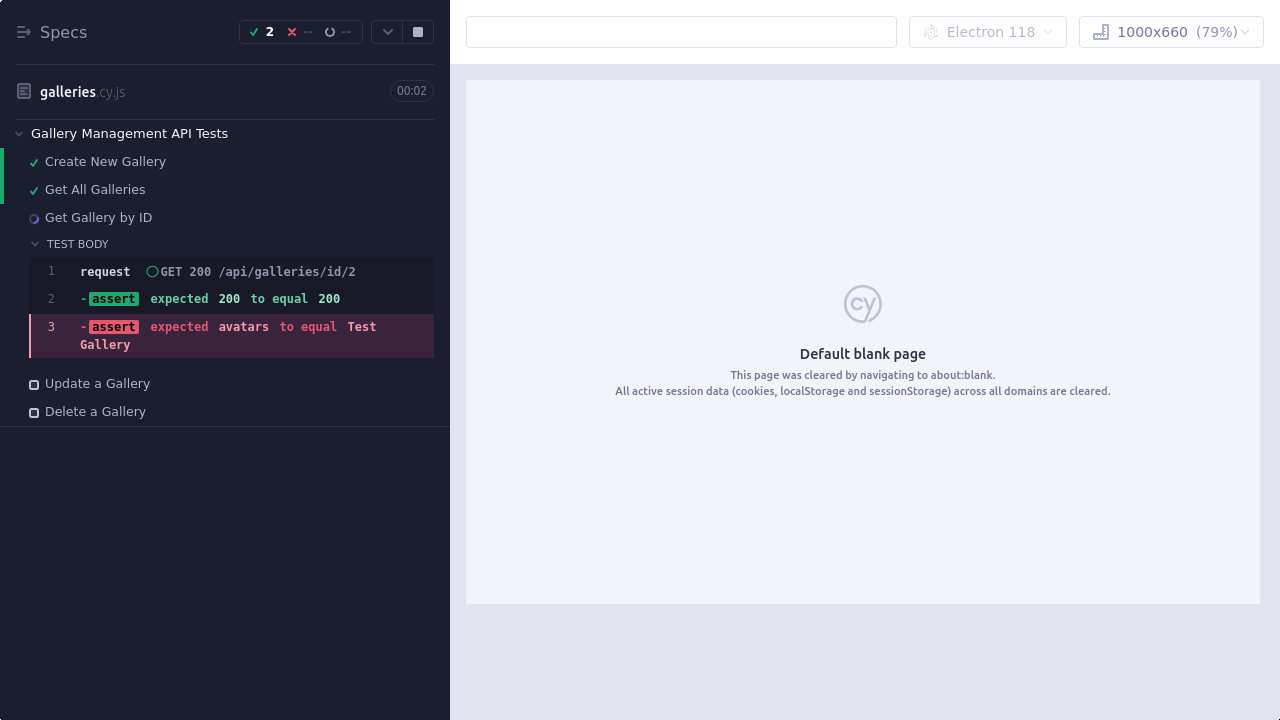 Specs
2 -- --
galleries.cy.js
00:02
Gallery Management API Tests
Create New Gallery
Get All Galleries
Get Gallery by ID
TEST BODY
1 request GET 200 /api/galleries/id/2
2 -assert expected 200 to equal 200
3 -assert expected avatars to equal Test
Gallery
Update a Gallery
Delete a Gallery
Electron 118
1000x660 (79%)
cy
Default blank page
This page was cleared by navigating to about:blank.
All active session data (cookies, localStorage and sessionStorage) across all domains are cleared.